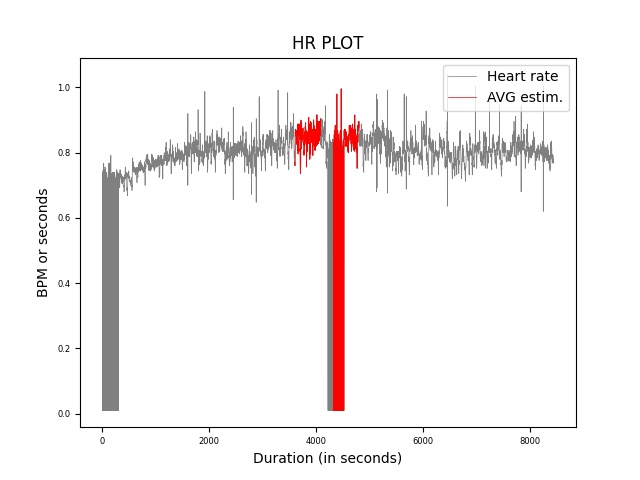 HR PLOT
Heart rate
AVG estim.
BPM or seconds
1.0
0.8
0.6
0.4
0.2
0.0
0
2000
4000
6000
8000
Duration (in seconds)